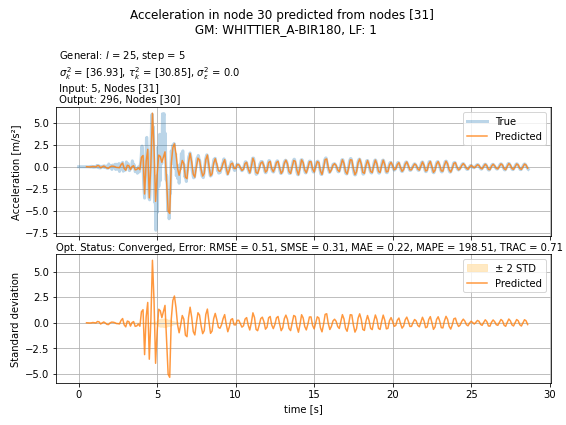 Acceleration in node 30 predicted from nodes [31]
GM: WHITTIER_A-BIR180, LF: 1
General: l = 25, step = 5
σ²ₖ = [36.93], τ²ₖ = [30.85], σ²ε = 0.0
Input: 5, Nodes [31]
Output: 296, Nodes [30]
Acceleration [m/s²]
5.0
2.5
0.0
−2.5
−5.0
−7.5
True
Predicted
Opt. Status: Converged, Error: RMSE = 0.51, SMSE = 0.31, MAE = 0.22, MAPE = 198.51, TRAC = 0.71
Standard deviation
5.0
2.5
0.0
−2.5
−5.0
± 2 STD
Predicted
0
5
10
15
20
25
30
time [s]